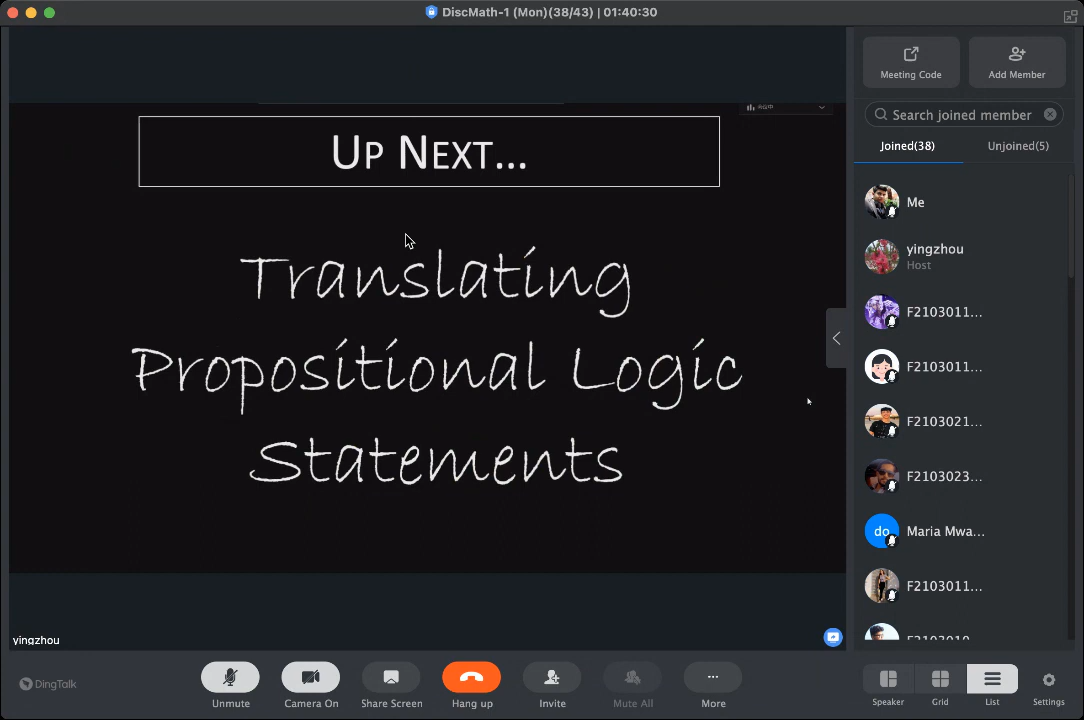 DiscMath-1 (Mon)(38/43) | 01:40:30
UP NEXT...
Translating
Propositional Logic
Statements
yingzhou
Meeting Code
Add Member
Search joined member
Joined(38)
Unjoined(5)
Me
yingzhou
Host
F2103011...
F2103011...
F2103021...
F2103023...
do
Maria Mwa...
F2103011...
DingTalk
Unmute
Camera On
Share Screen
Hang up
Invite
Mute All
More
Speaker
Grid
List
Settings